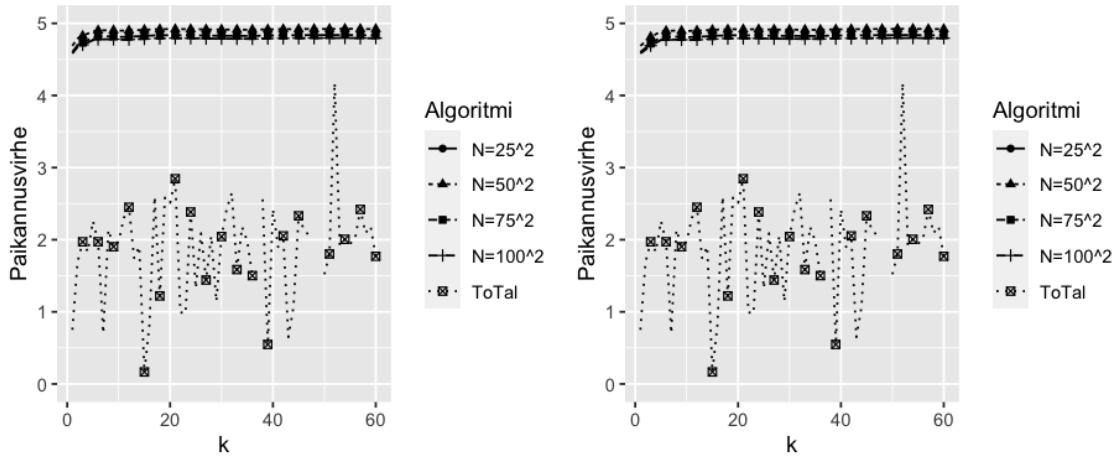 5
4
3
2
1
0
Paikannusvirhe
0
20
40
60
k
Algoritmi
N=25^2
N=50^2
N=75^2
N=100^2
ToTal
5
4
3
2
1
0
Paikannusvirhe
0
20
40
60
k
Algoritmi
N=25^2
N=50^2
N=75^2
N=100^2
ToTal